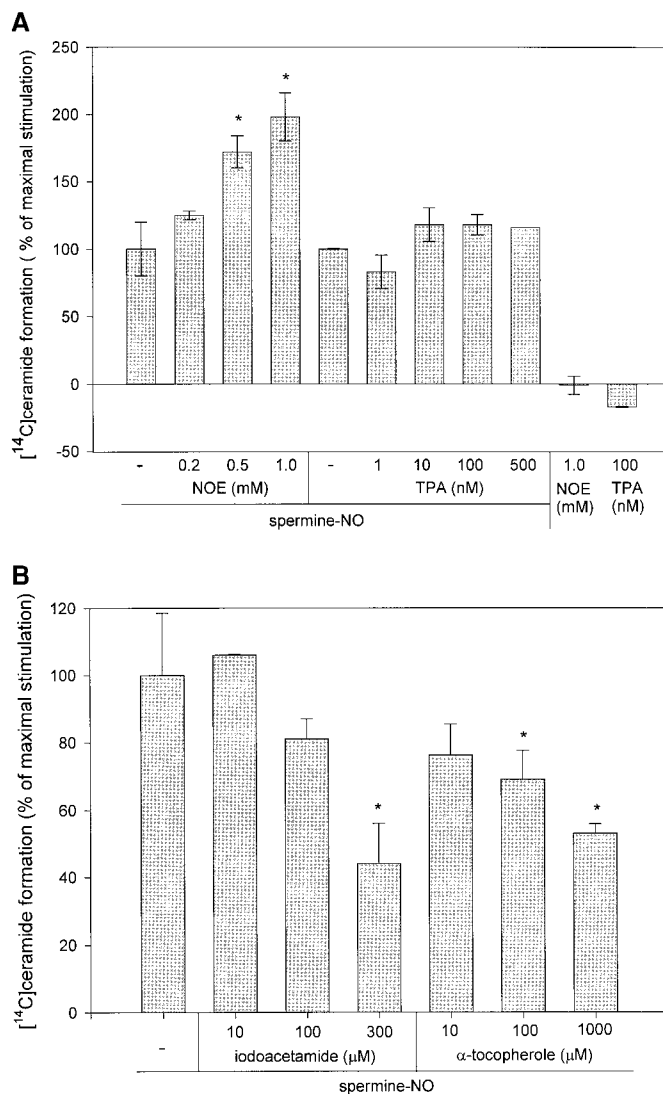 A
[¹⁴C]ceramide formation ( % of maximal stimulation)
250
200
150
100
50
0
-50
* *
- 0.2 0.5 1.0 - 1 10 100 500 1.0 100
NOE (mM) TPA (nM) NOE TPA
(mM) (nM)
spermine-NO
B
[¹⁴C]ceramide formation (% of maximal stimulation)
120
100
80
60
40
20
0
* * *
- 10 100 300 10 100 1000
iodoacetamide (μM) α-tocopherole (μM)
spermine-NO